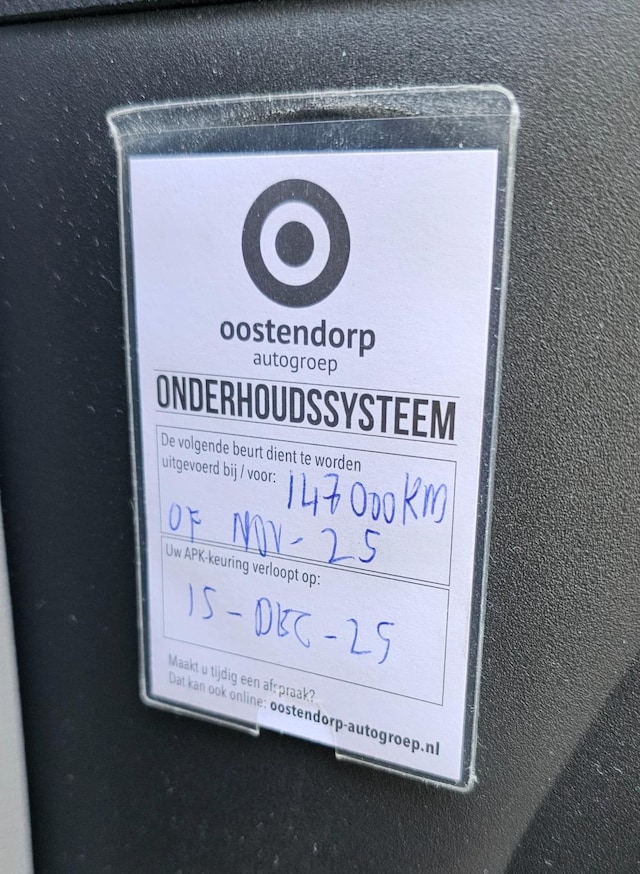 oostendorp
autogroep
ONDERHOUDSSYSTEEM
De volgende beurt dient te worden
uitgevoerd bij / voor: 147000KM
OF NOV-25
Uw APK-keuring verloopt op:
15-DEC-25
Maakt u tijdig een afspraak?
Dat kan ook online: oostendorp-autogroep.nl